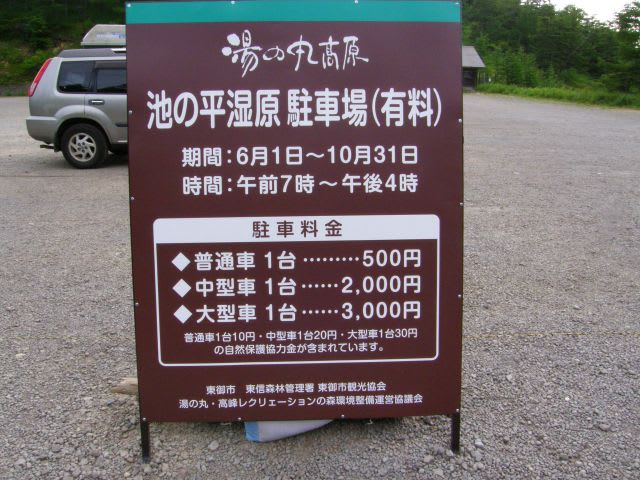 湯の丸高原
池の平湿原 駐車場(有料)
期間:6月1日〜10月31日
時間:午前7時〜午後4時
駐車料金
◆普通車 1台………500円
◆中型車 1台……2,000円
◆大型車 1台……3,000円
普通車1台10円・中型車1台20円・大型車1台30円
の自然保護協力金が含まれています。
東御市 東信森林管理署 東御市観光協会
湯の丸・高峰レクリェーションの森環境整備運営協議会